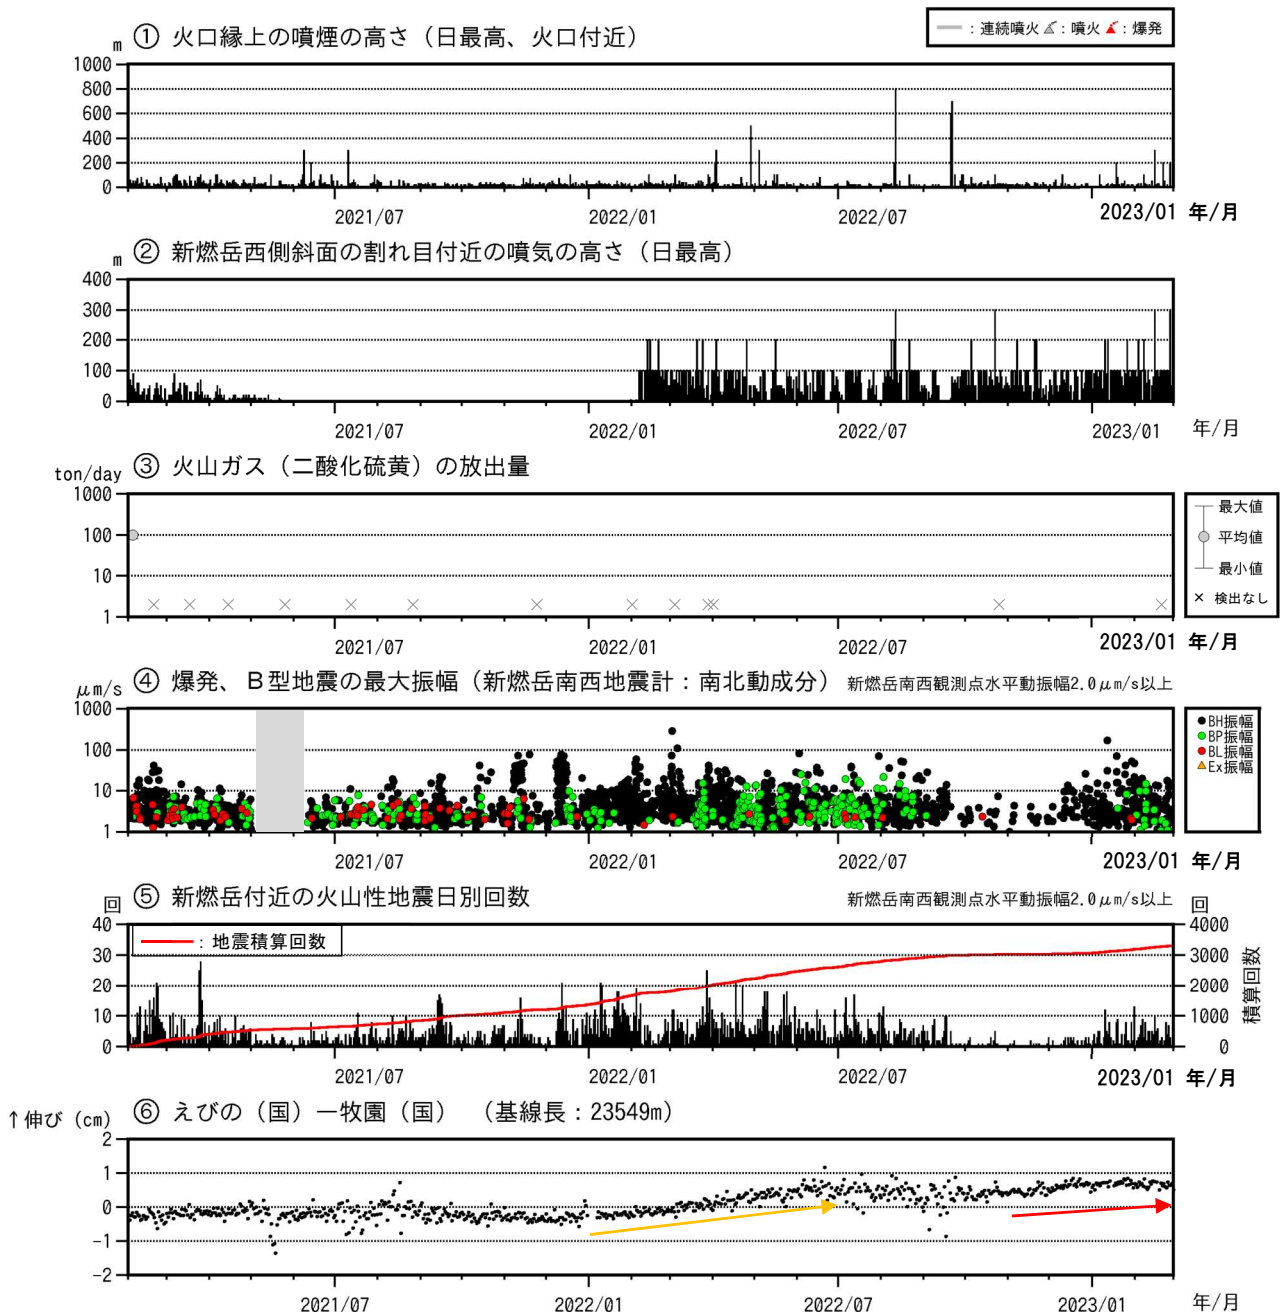 ① 火口縁上の噴煙の高さ（日最高、火口付近）
：連続噴火 ：噴火 ：爆発
m
1000
800
600
400
200
0
2021/07 2022/01 2022/07 2023/01 年/月
② 新燃岳西側斜面の割れ目付近の噴気の高さ（日最高）
m
400
300
200
100
0
2021/07 2022/01 2022/07 2023/01 年/月
③ 火山ガス（二酸化硫黄）の放出量
ton/day
1000
100
10
1
最大値
平均値
最小値
× 検出なし
2021/07 2022/01 2022/07 2023/01 年/月
④ 爆発、Ｂ型地震の最大振幅（新燃岳南西地震計：南北動成分） 新燃岳南西観測点水平動振幅2.0μm/s以上
μm/s
1000
100
10
1
BH振幅
BP振幅
BL振幅
Ex振幅
2021/07 2022/01 2022/07 2023/01 年/月
⑤ 新燃岳付近の火山性地震日別回数 新燃岳南西観測点水平動振幅2.0μm/s以上
回 回
40 4000
30 3000
20 2000
10 1000
0 0
：地震積算回数
積算回数
2021/07 2022/01 2022/07 2023/01 年/月
⑥ えびの（国）－牧園（国） （基線長：23549m）
↑伸び（cm）
2
1
0
-1
-2
2021/07 2022/01 2022/07 2023/01 年/月